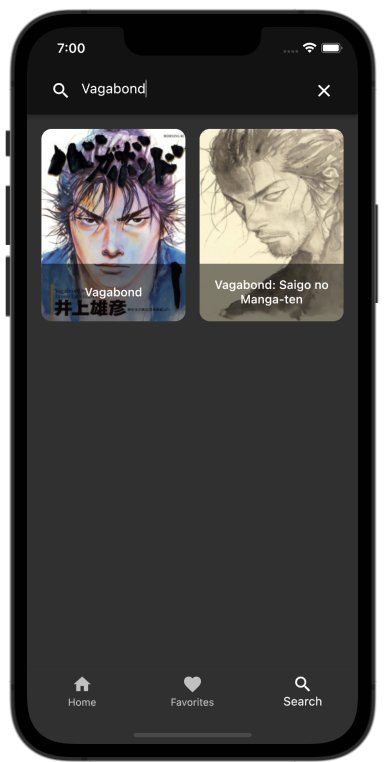 7:00
Vagabond
バガボンド
Vagabond
井上雄彦
Vagabond: Saigo no
Manga-ten
Home
Favorites
Search